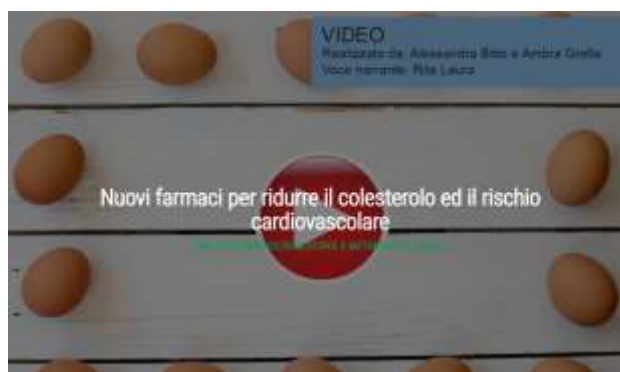 VIDEO
Realizzato da: Alessandra Bitto e Ambra Grella
Voce narrante: Rita Laura
Nuovi farmaci per ridurre il colesterolo ed il rischio
cardiovascolare